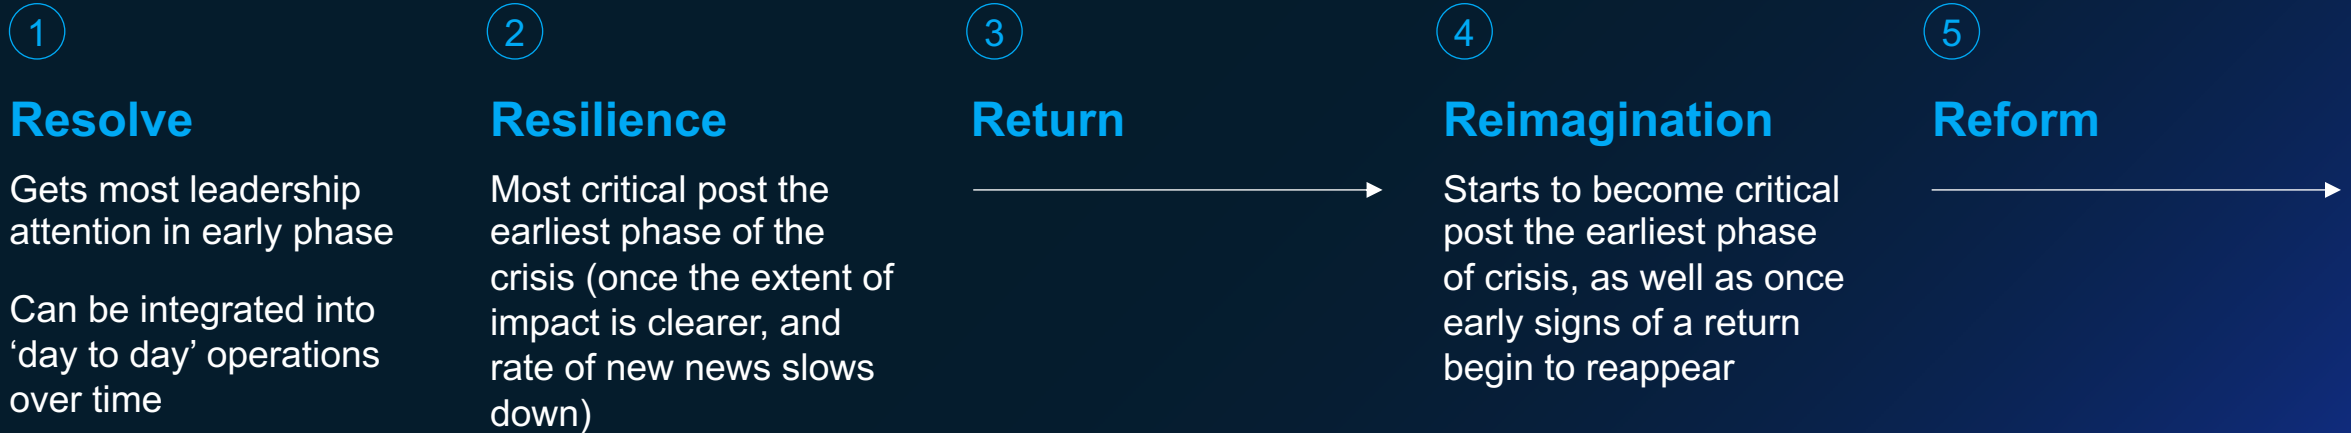 1
Resolve
Gets most leadership
attention in early phase
Can be integrated into
‘day to day’ operations
over time
2
Resilience
Most critical post the
earliest phase of the
crisis (once the extent of
impact is clearer, and
rate of new news slows
down)
3
Return
4
Reimagination
Starts to become critical
post the earliest phase
of crisis, as well as once
early signs of a return
begin to reappear
5
Reform